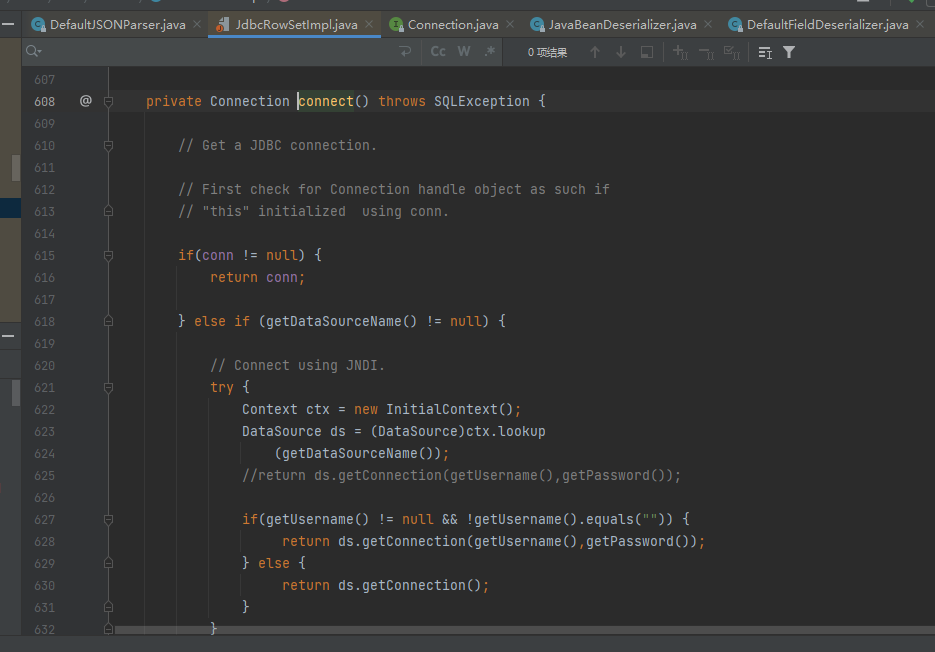 DefaultJSONParser.java × JdbcRowSetImpl.java × Connection.java × JavaBeanDeserializer.java × DefaultFieldDeserializer.java ×
Cc W .* 0 项结果
607
608 @ private Connection connect() throws SQLException {
609
610 // Get a JDBC connection.
611
612 // First check for Connection handle object as such if
613 // "this" initialized  using conn.
614
615 if(conn != null) {
616 return conn;
617
618 } else if (getDataSourceName() != null) {
619
620 // Connect using JNDI.
621 try {
622 Context ctx = new InitialContext();
623 DataSource ds = (DataSource)ctx.lookup
624 (getDataSourceName());
625 //return ds.getConnection(getUsername(),getPassword());
626
627 if(getUsername() != null && !getUsername().equals("")) {
628 return ds.getConnection(getUsername(),getPassword());
629 } else {
630 return ds.getConnection();
631 }
632 }